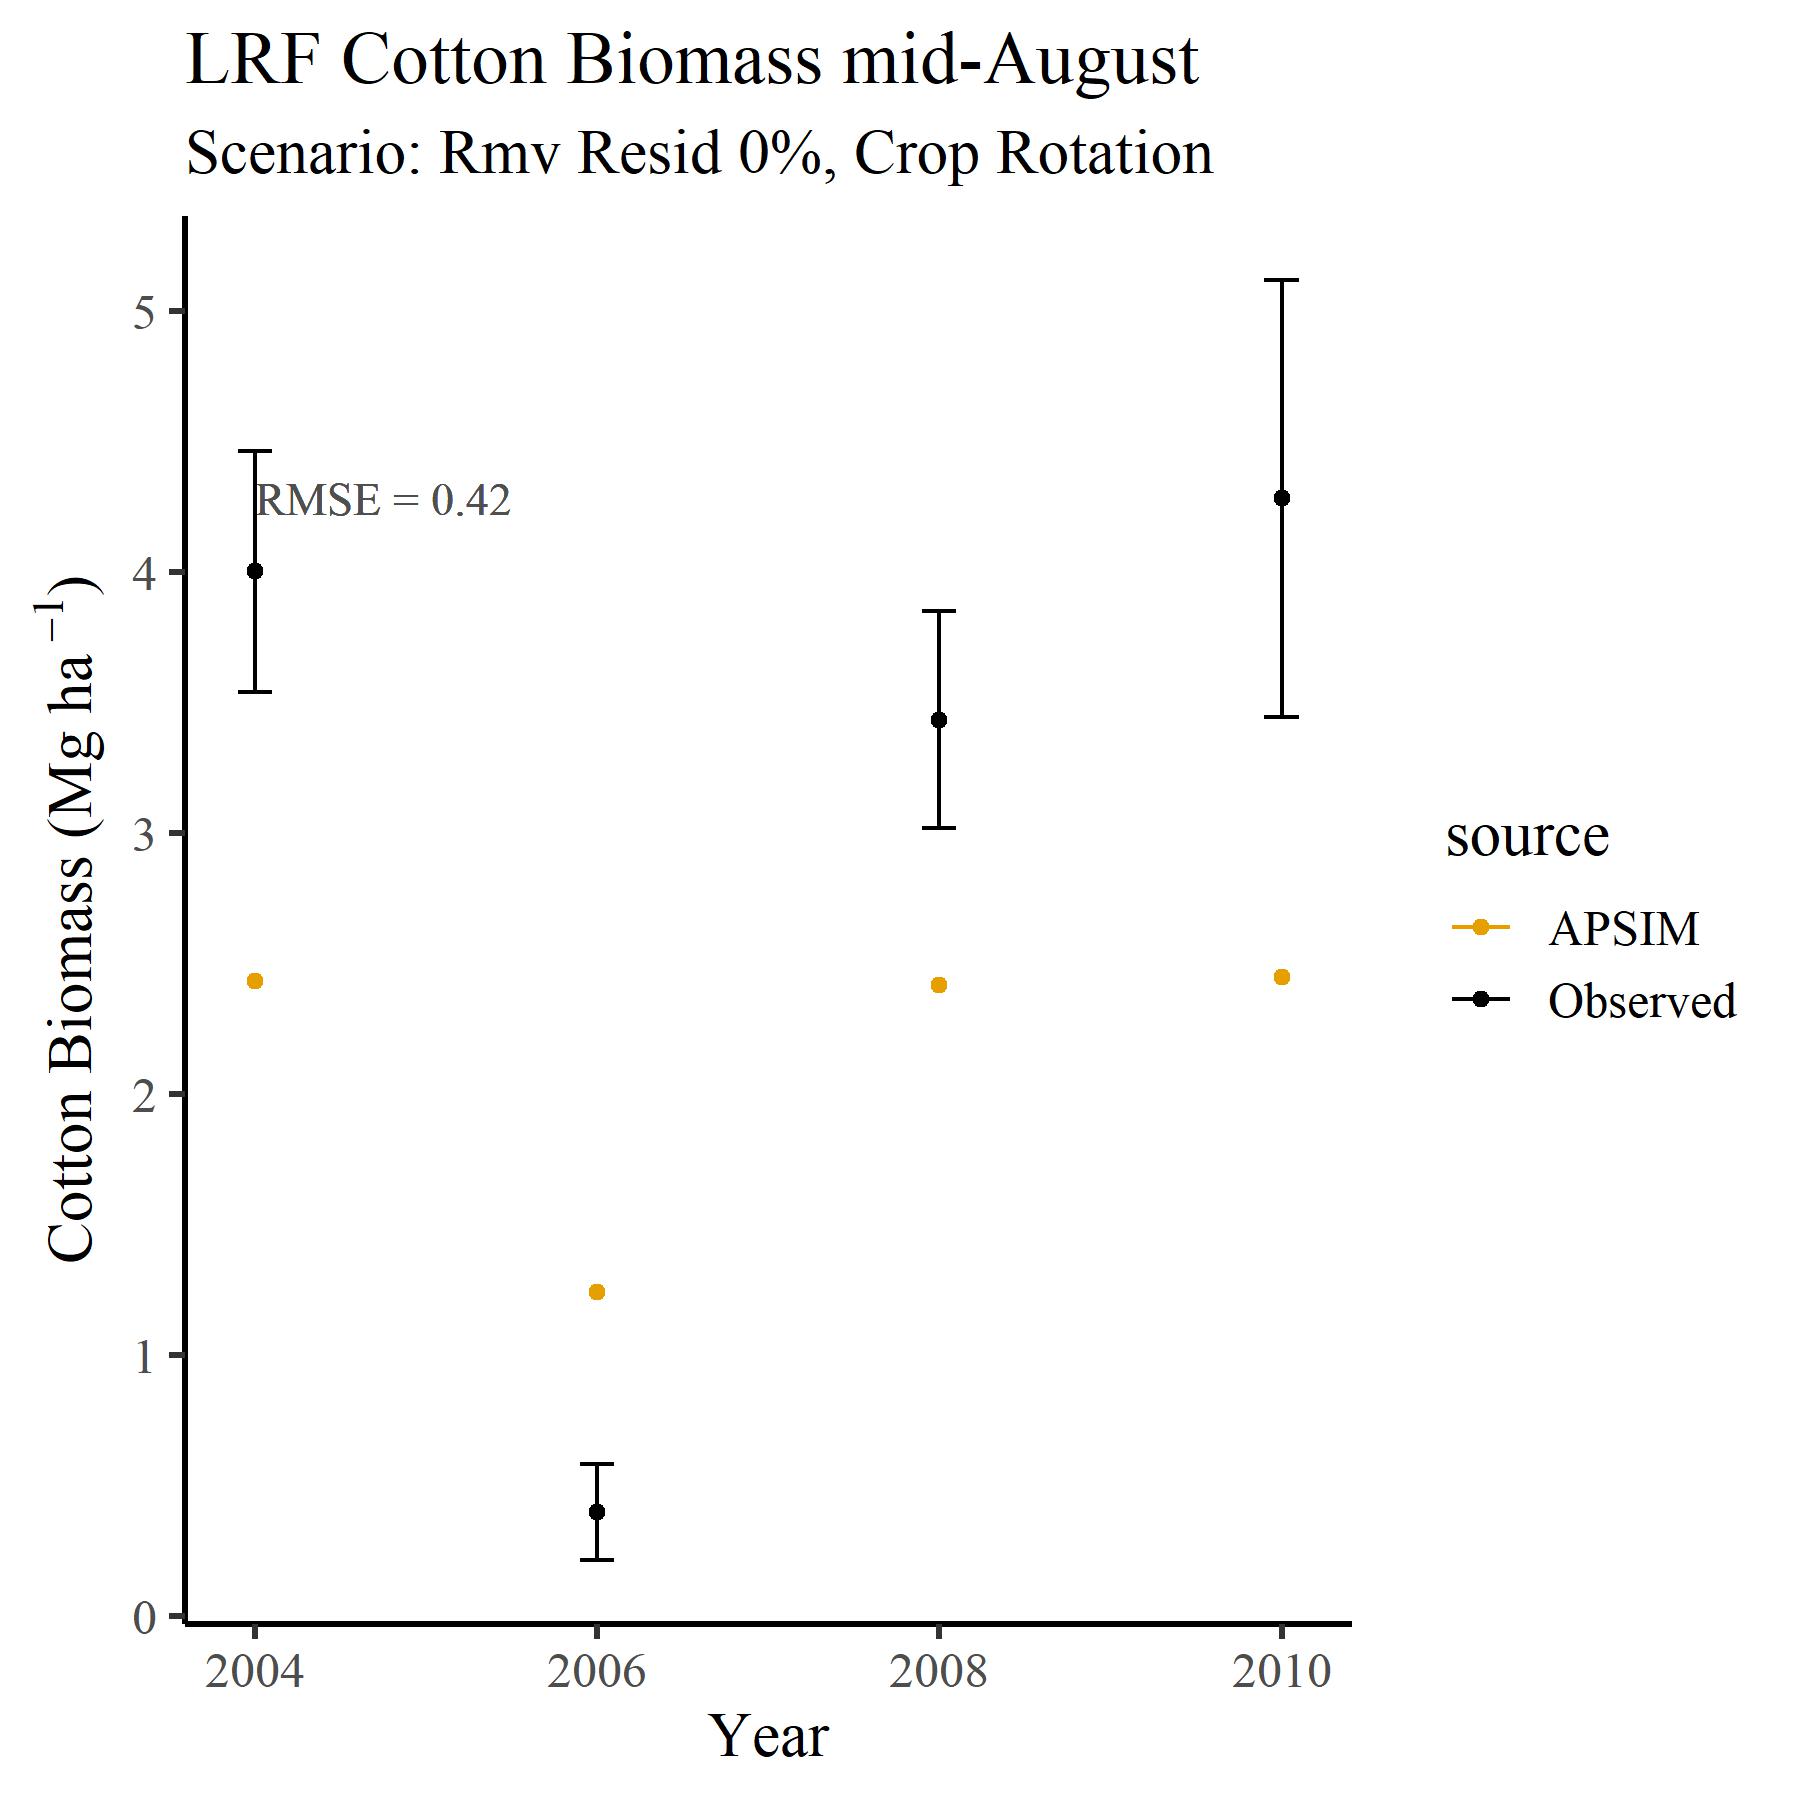 LRF Cotton Biomass mid-August
Scenario: Rmv Resid 0%, Crop Rotation
Cotton Biomass (Mg ha −1)
5
4
3
2
1
0
RMSE = 0.42
2004 2006 2008 2010
Year
source
APSIM
Observed